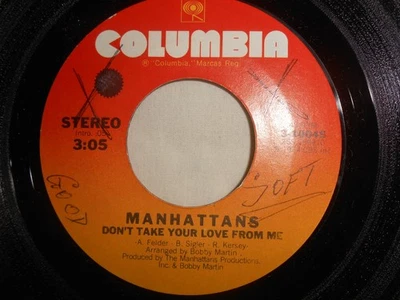 COLUMBIA
® "Columbia," Marcas Reg.
STEREO
3-10045
3:05
SOFT
MANHATTANS
DON'T TAKE YOUR LOVE FROM ME
-A. Felder - B. Sigler - R. Kersey-
Arranged by Bobby Martin
Produced by The Manhattans Productions,
Inc. & Bobby Martin